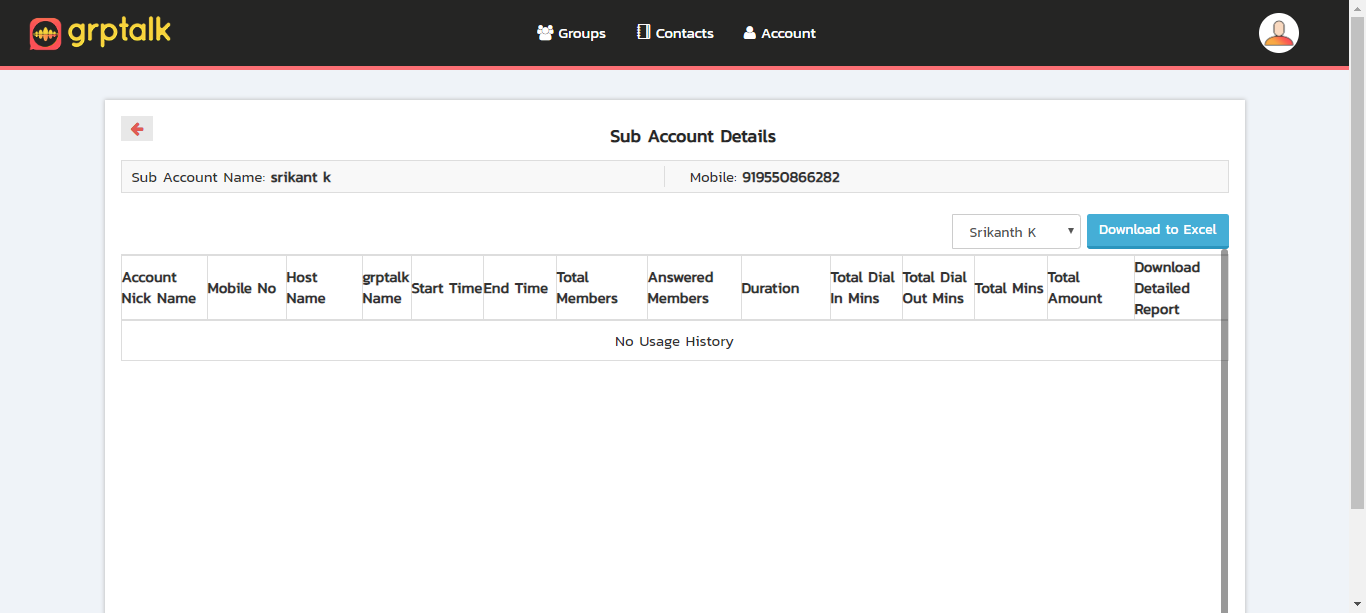 grptalk
Groups Contacts Account
Sub Account Details
Sub Account Name: srikant k Mobile: 919550866282
Srikanth K Download to Excel
Account Nick Name Mobile No Host Name grptalk Name Start Time End Time Total Members Answered Members Duration Total Dial In Mins Total Dial Out Mins Total Mins Total Amount Download Detailed Report
No Usage History